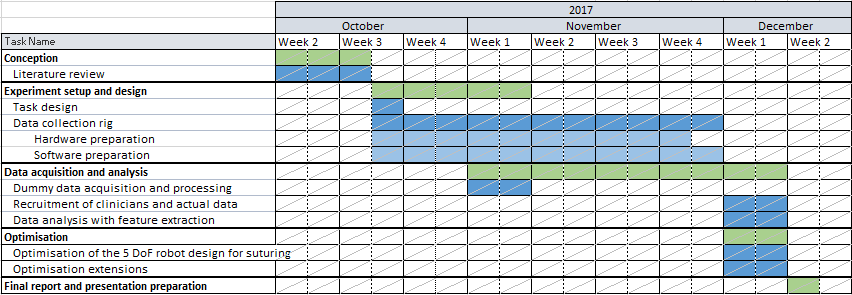 2017
October November December
Task Name Week 2 Week 3 Week 4 Week 1 Week 2 Week 3 Week 4 Week 1 Week 2
Conception
Literature review
Experiment setup and design
Task design
Data collection rig
Hardware preparation
Software preparation
Data acquisition and analysis
Dummy data acquisition and processing
Recruitment of clinicians and actual data
Data analysis with feature extraction
Optimisation
Optimisation of the 5 DoF robot design for suturing
Optimisation extensions
Final report and presentation preparation